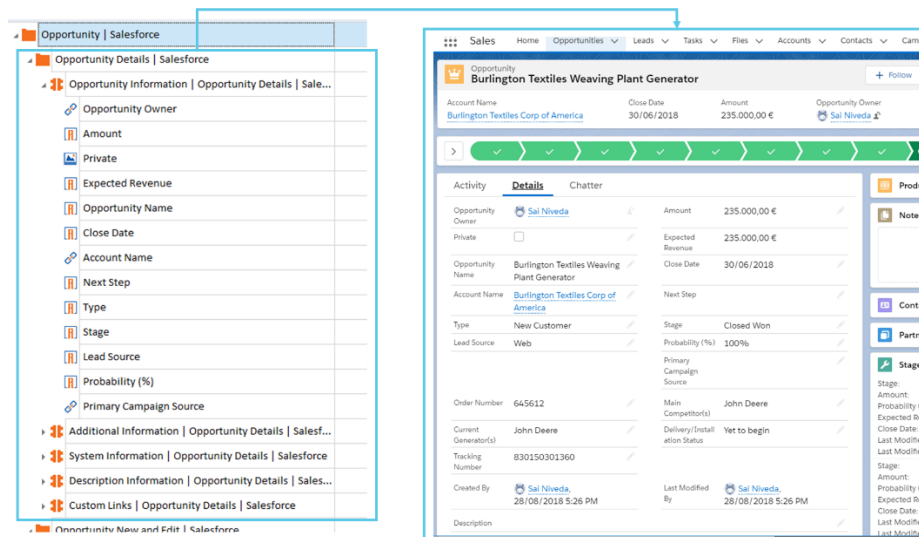 Opportunity | Salesforce
Opportunity Details | Salesforce
Opportunity Information | Opportunity Details | Sale...
Opportunity Owner
Amount
Private
Expected Revenue
Opportunity Name
Close Date
Account Name
Next Step
Type
Stage
Lead Source
Probability (%)
Primary Campaign Source
Additional Information | Opportunity Details | Salesf...
System Information | Opportunity Details | Salesforce
Description Information | Opportunity Details | Sales...
Custom Links | Opportunity Details | Salesforce
Opportunity New and Edit | Salesforce
Sales Home Opportunities Leads Tasks Files Accounts Contacts Cam
Opportunity
Burlington Textiles Weaving Plant Generator
+ Follow
Account Name Close Date Amount Opportunity Owner
Burlington Textiles Corp of America 30/06/2018 235.000,00 € Sai Niveda
Activity Details Chatter
Opportunity Owner Sai Niveda Amount 235.000,00 €
Private Expected Revenue 235.000,00 €
Opportunity Name Burlington Textiles Weaving Plant Generator Close Date 30/06/2018
Account Name Burlington Textiles Corp of America Next Step
Type New Customer Stage Closed Won
Lead Source Web Probability (%) 100%
Primary Campaign Source
Order Number 645612 Main Competitor(s) John Deere
Current Generator(s) John Deere Delivery/Installation Status Yet to begin
Tracking Number 830150301360
Created By Sai Niveda, 28/08/2018 5:26 PM Last Modified By Sai Niveda, 28/08/2018 5:26 PM
Description
Prod
Note
Cont
Partn
Stage
Stage:
Amount:
Probability
Expected R
Close Date:
Last Modifi
Last Modifi
Stage:
Amount:
Probability
Expected R
Close Date:
Last Modifi
Last Modifi